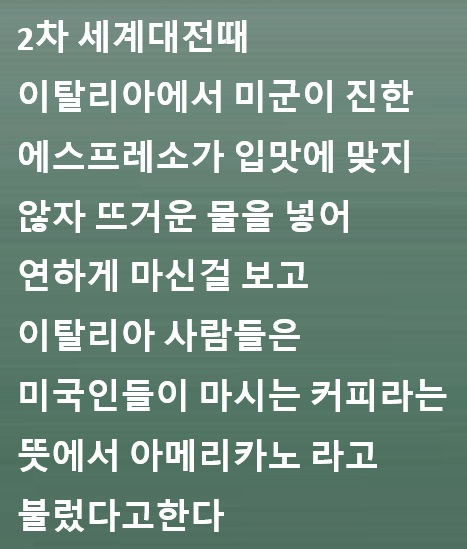 2차 세계대전때
이탈리아에서 미군이 진한
에스프레소가 입맛에 맞지
않자 뜨거운 물을 넣어
연하게 마신걸 보고
이탈리아 사람들은
미국인들이 마시는 커피라는
뜻에서 아메리카노 라고
불렀다고한다